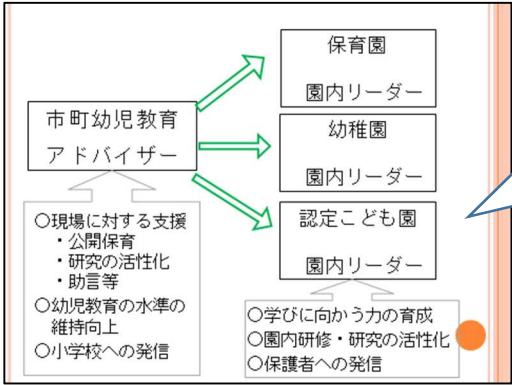 保育園
園内リーダー
市町幼児教育
アドバイザー
幼稚園
園内リーダー
認定こども園
園内リーダー
○現場に対する支援
・公開保育
・研究の活性化
・助言等
○幼児教育の水準の
維持向上
○小学校への発信
○学びに向かう力の育成
○園内研修・研究の活性化
○保護者への発信